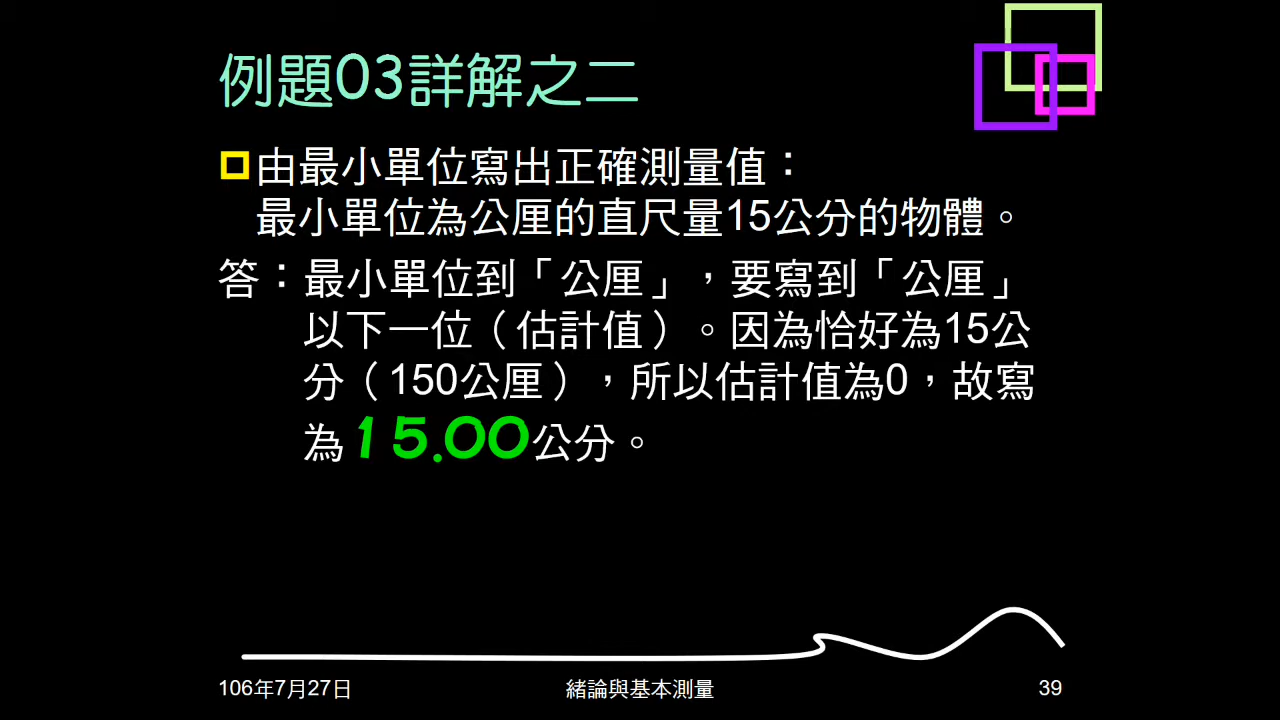 例題03詳解之二
由最小單位寫出正確測量值：
最小單位為公厘的直尺量15公分的物體。
答：最小單位到「公厘」，要寫到「公厘」
以下一位（估計值）。因為恰好為15公
分（150公厘），所以估計值為0，故寫
為15.00公分。
106年7月27日
緒論與基本測量
39